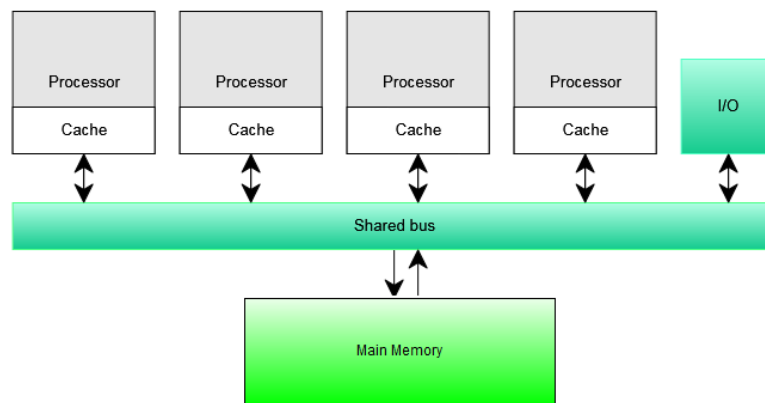 Processor
Processor
Processor
Processor
I/O
Cache
Cache
Cache
Cache
Shared bus
Main Memory